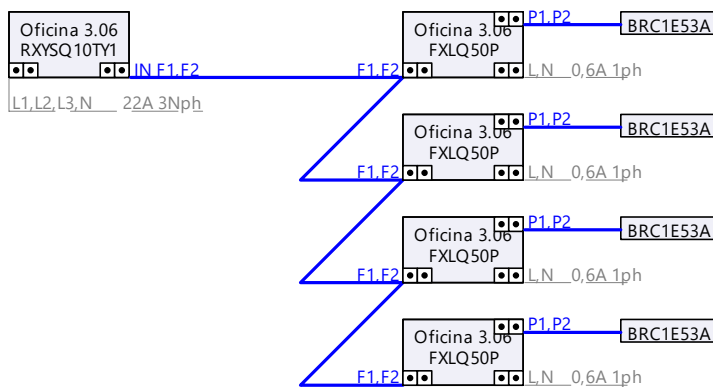 Oficina 3.06
RXYSQ10TY1
IN F1,F2
L1,L2,L3,N 22A 3Nph
P1,P2
BRC1E53A
Oficina 3.06
FXLQ50P
F1,F2
L,N 0,6A 1ph
P1,P2
BRC1E53A
Oficina 3.06
FXLQ50P
F1,F2
L,N 0,6A 1ph
P1,P2
BRC1E53A
Oficina 3.06
FXLQ50P
F1,F2
L,N 0,6A 1ph
P1,P2
BRC1E53A
Oficina 3.06
FXLQ50P
F1,F2
L,N 0,6A 1ph